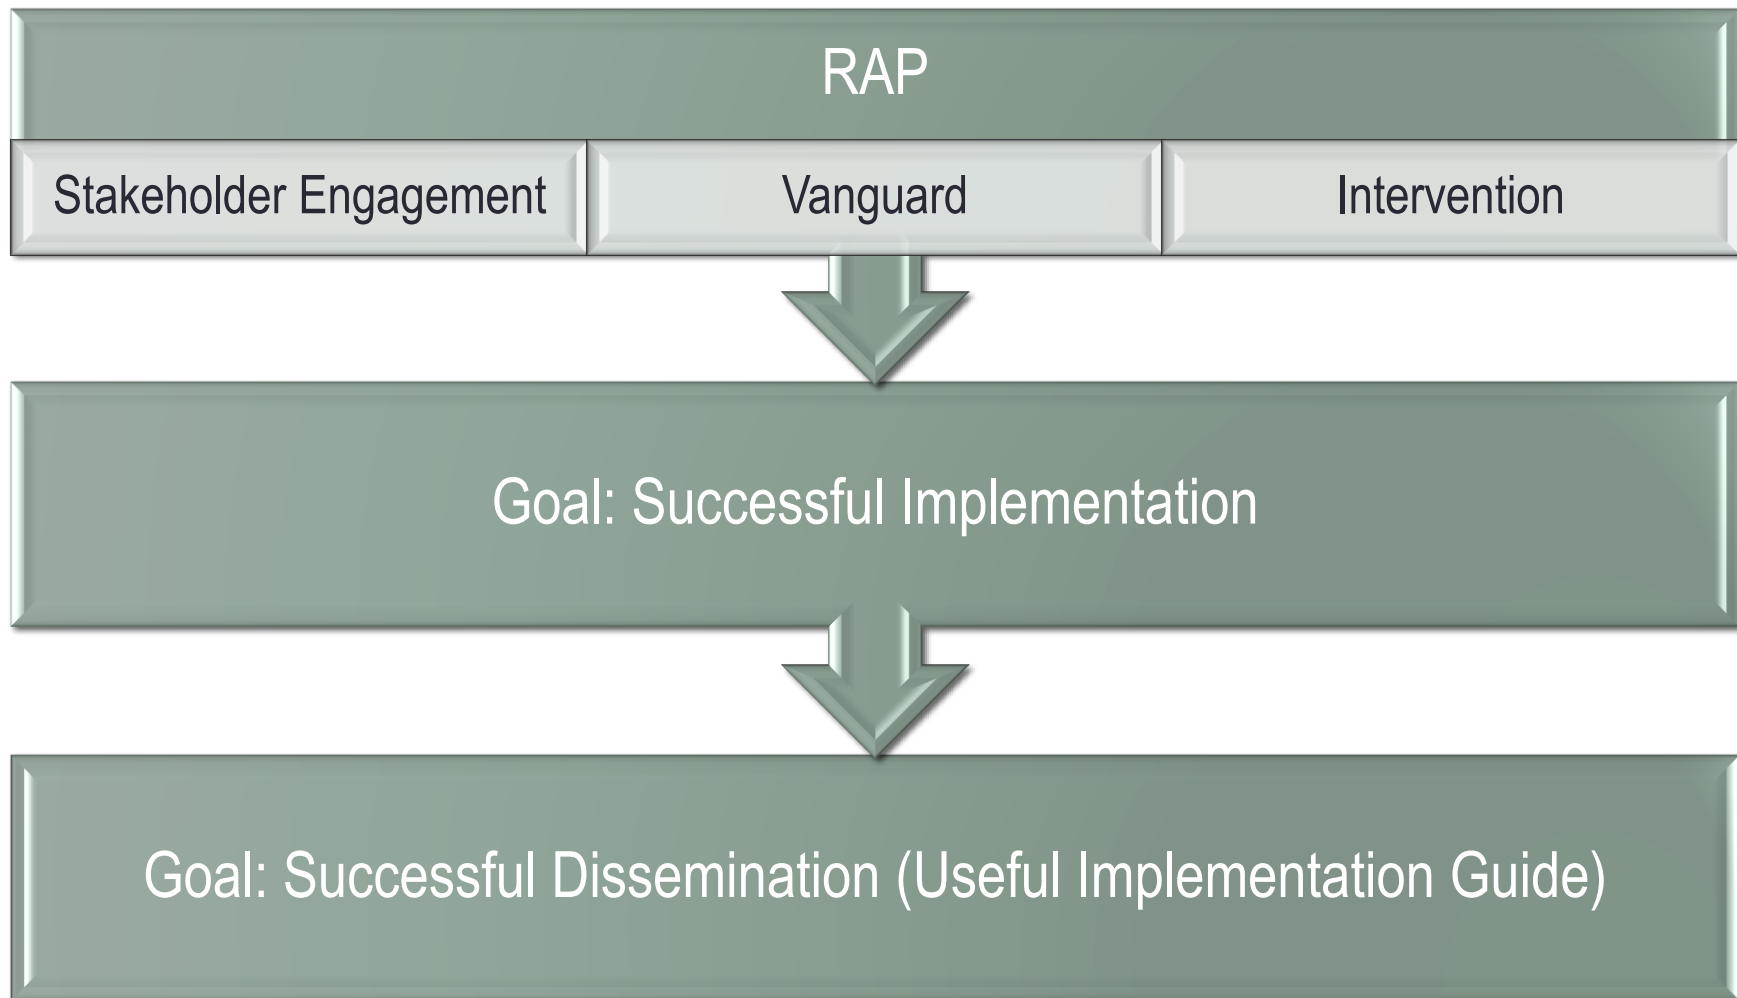 RAP
Stakeholder Engagement
Vanguard
Intervention
Goal: Successful Implementation
Goal: Successful Dissemination (Useful Implementation Guide)